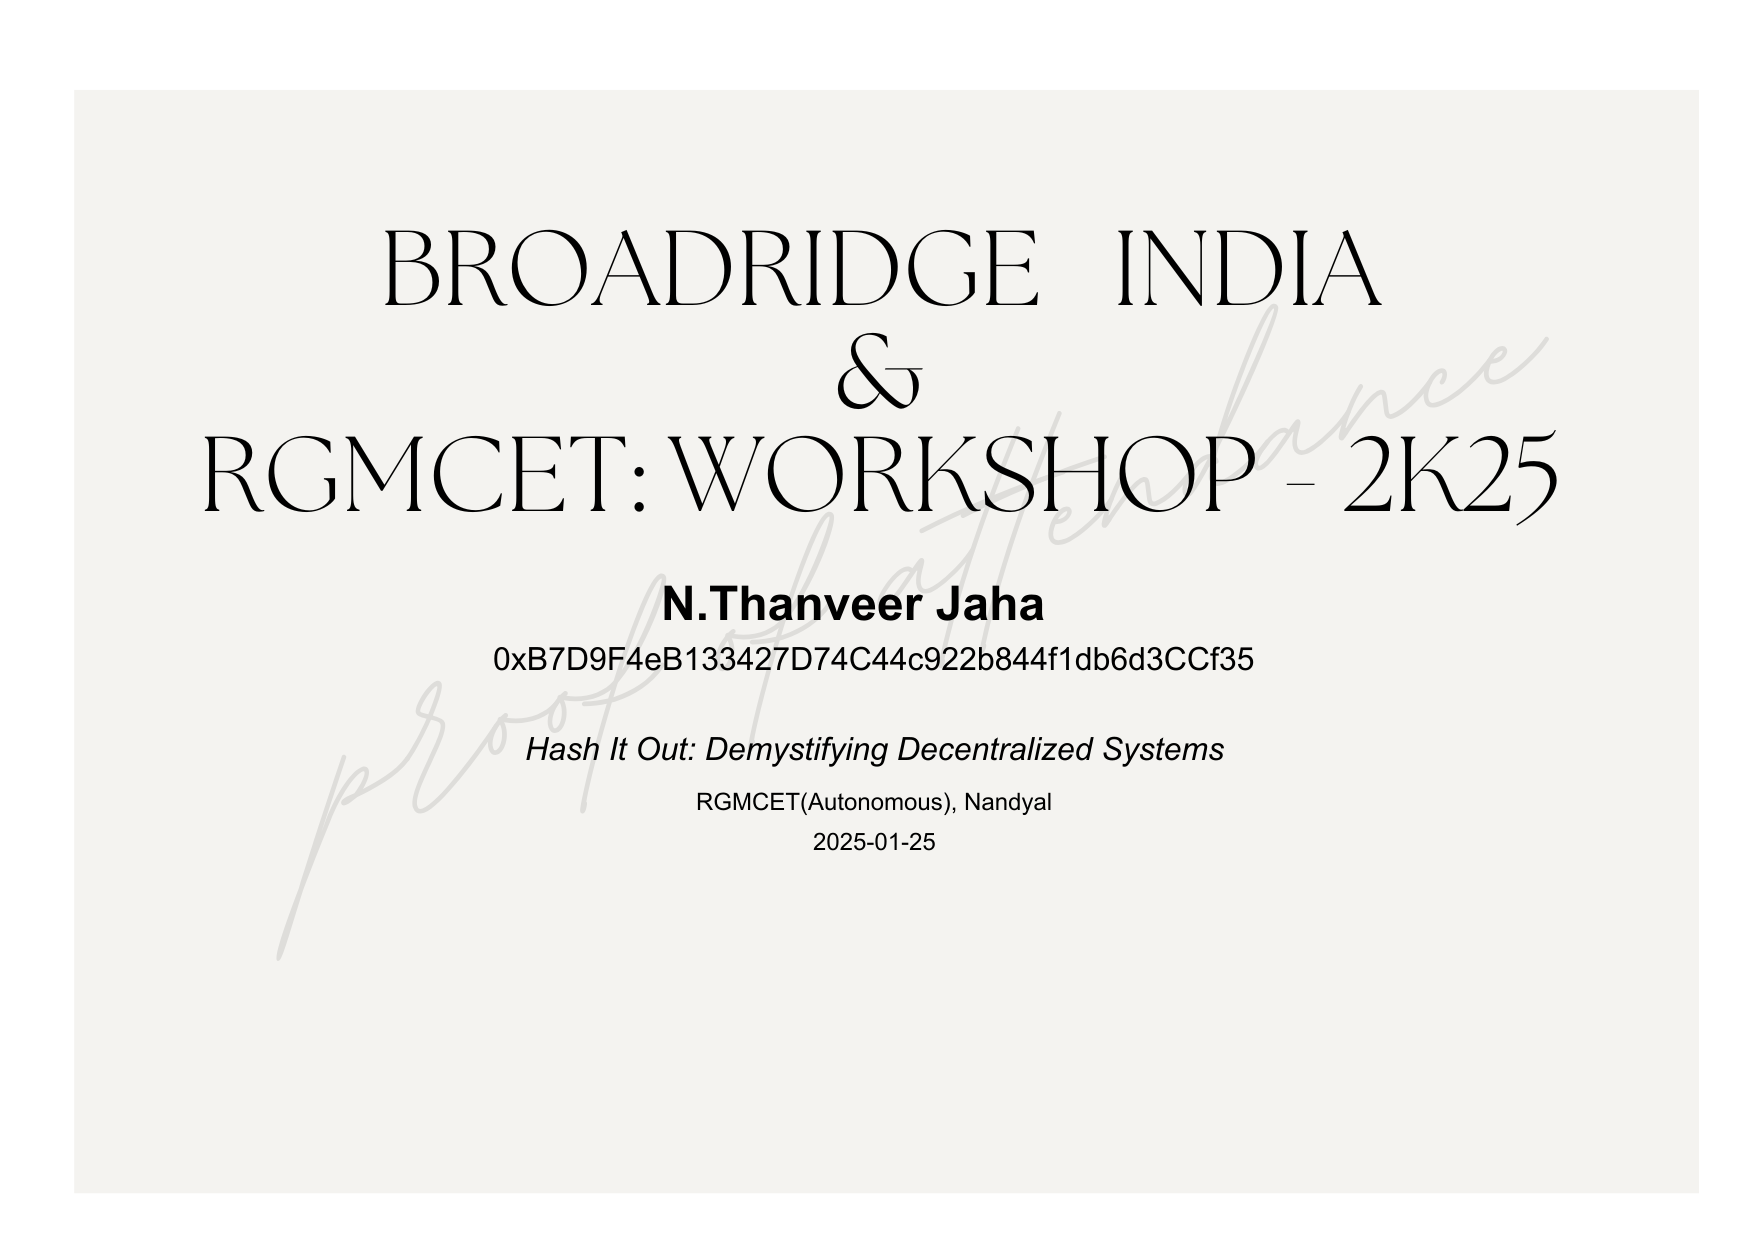 BROADRIDGE INDIA
&
RGMCET: WORKSHOP - 2K25
proof of attendance
N.Thanveer Jaha
0xB7D9F4eB133427D74C44c922b844f1db6d3CCf35
Hash It Out: Demystifying Decentralized Systems
RGMCET(Autonomous), Nandyal
2025-01-25